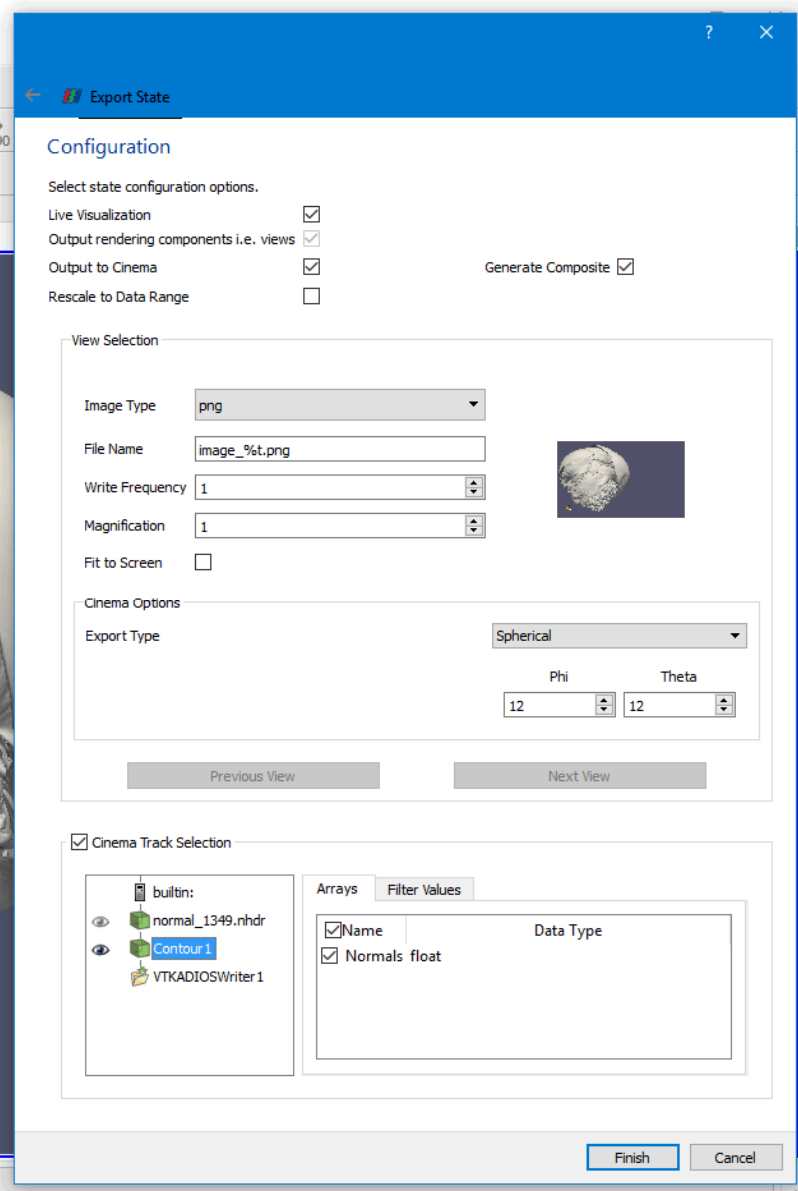 ?
Export State
90
Configuration
Select state configuration options.
Live Visualization
Output rendering components i.e. views
Output to Cinema
Generate Composite
Rescale to Data Range
View Selection
Image Type png
File Name image_%t.png
Write Frequency 1
Magnification 1
Fit to Screen
Cinema Options
Export Type Spherical
Phi Theta
12 12
Previous View Next View
Cinema Track Selection
builtin:
normal_1349.nhdr
Contour1
VTKADIOSWriter1
Arrays Filter Values
Name Data Type
Normals float
Finish Cancel